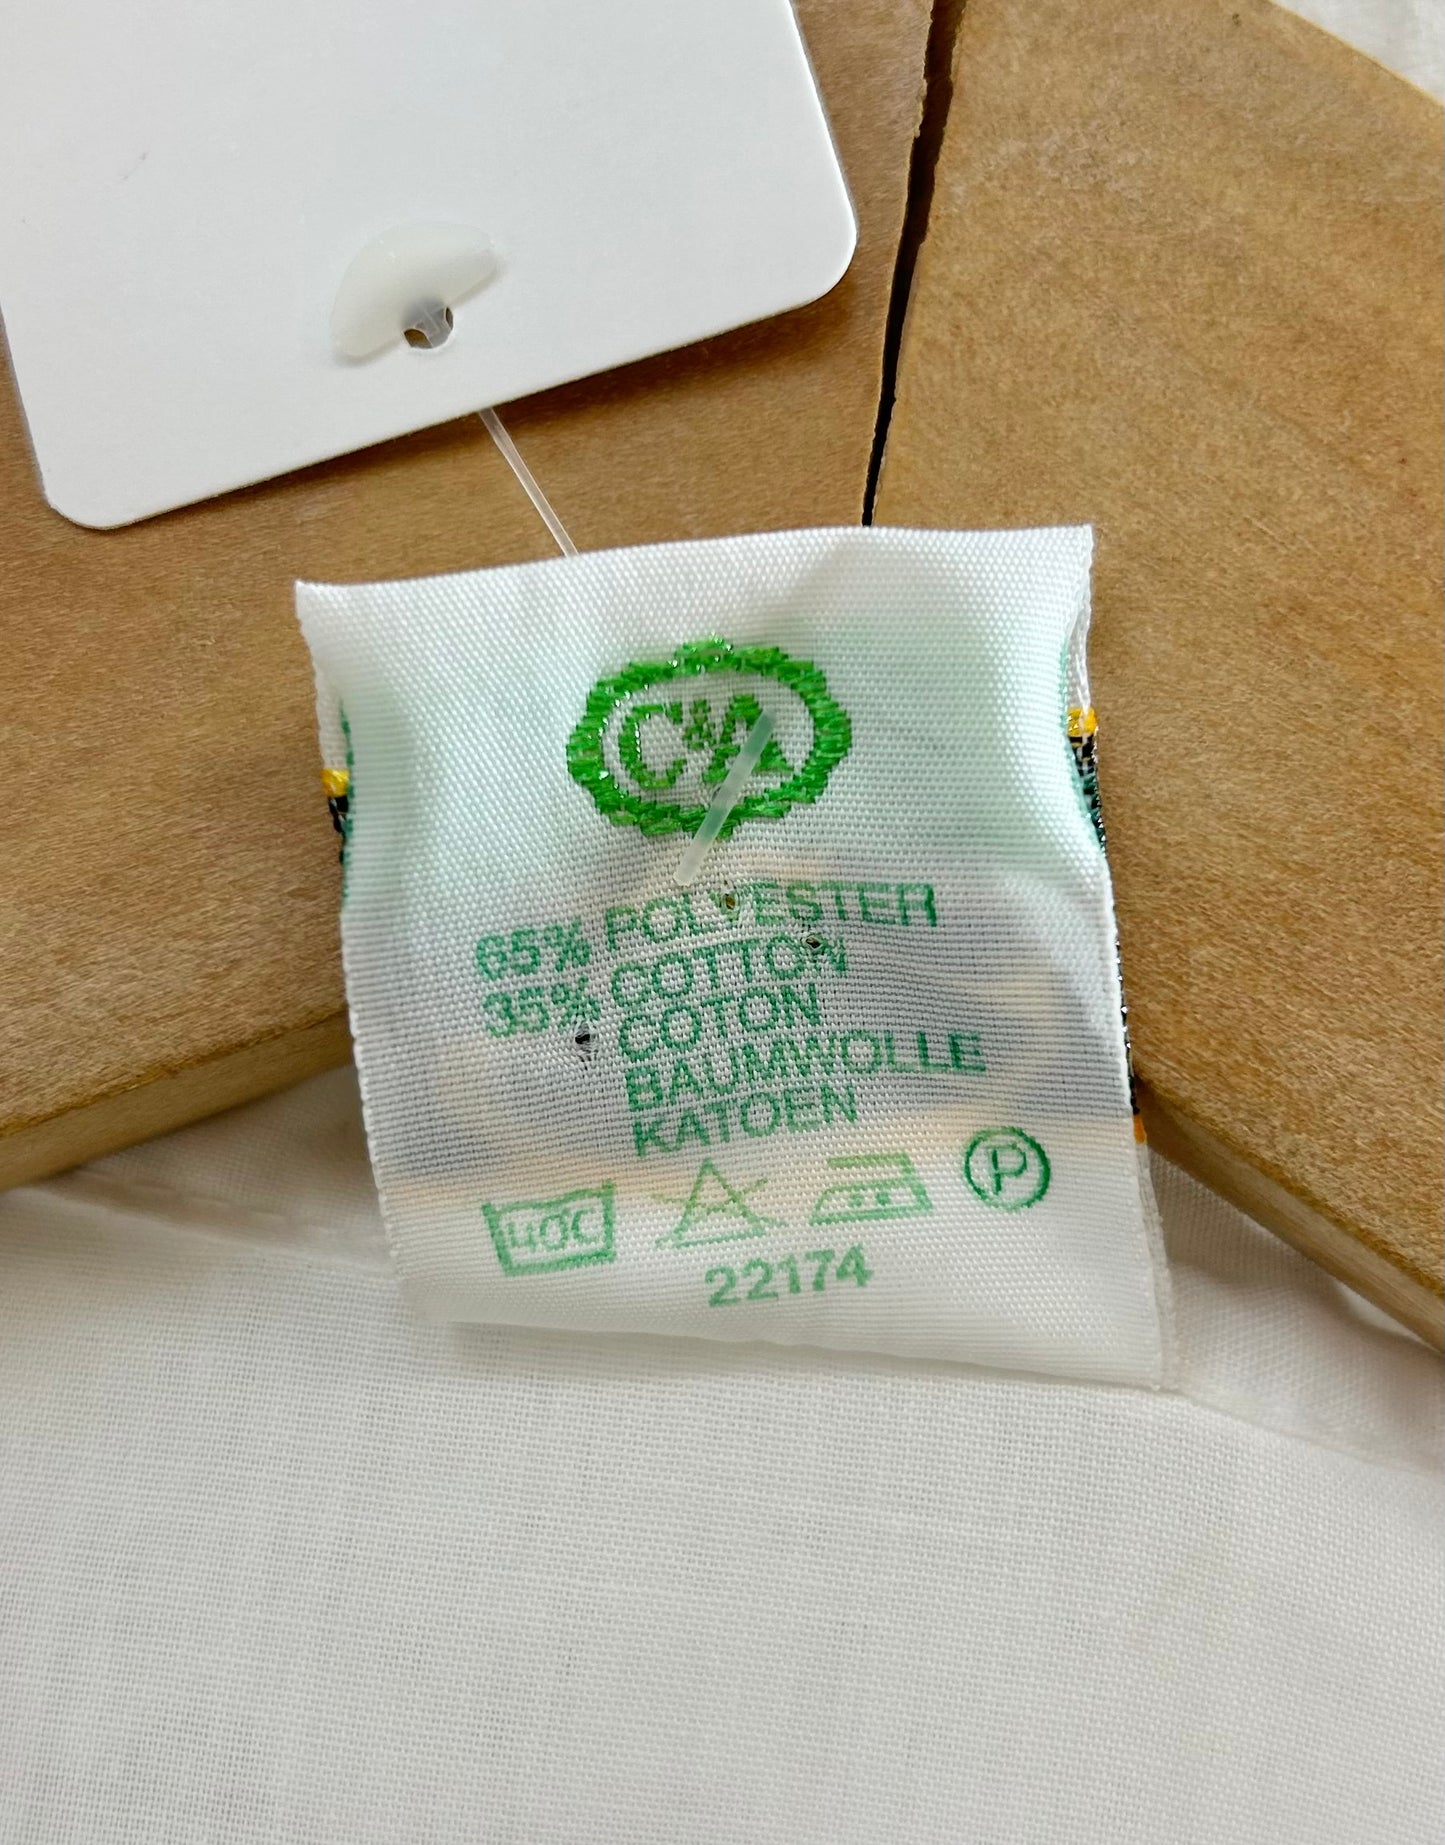 C&A
65% POLYESTER
35% COTTON
COTON
BAUMWOLLE
KATOEN
40C P
22174